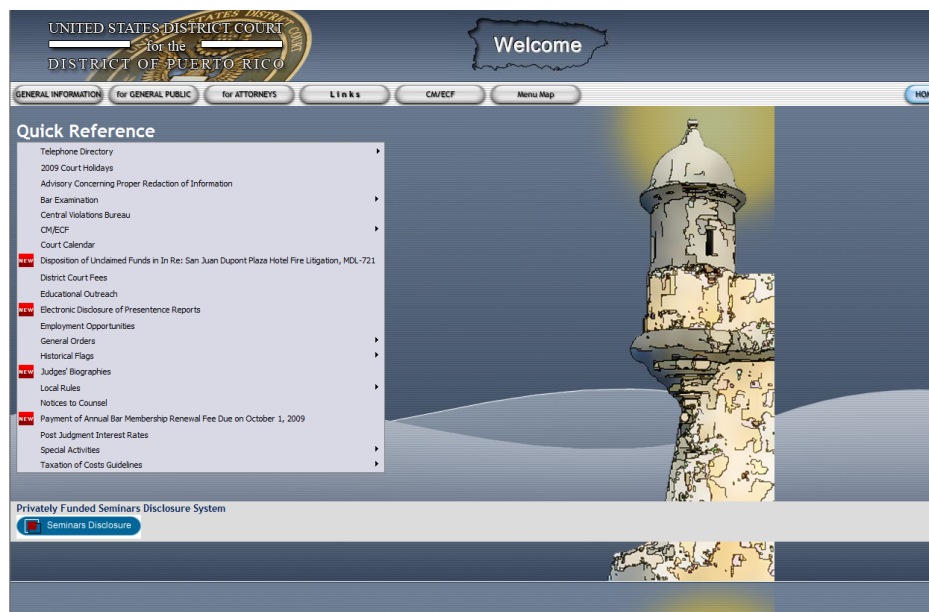 UNITED STATES DISTRICT COURT
for the
DISTRICT OF PUERTO RICO
Welcome
GENERAL INFORMATION
for GENERAL PUBLIC
for ATTORNEYS
Links
CM/ECF
Menu Map
HOM
Quick Reference
Telephone Directory
2009 Court Holidays
Advisory Concerning Proper Redaction of Information
Bar Examination
Central Violations Bureau
CM/ECF
Court Calendar
NEW Disposition of Unclaimed Funds in In Re: San Juan Dupont Plaza Hotel Fire Litigation, MDL-721
District Court Fees
Educational Outreach
NEW Electronic Disclosure of Presentence Reports
Employment Opportunities
General Orders
Historical Flags
NEW Judges' Biographies
Local Rules
Notices to Counsel
NEW Payment of Annual Bar Membership Renewal Fee Due on October 1, 2009
Post Judgment Interest Rates
Special Activities
Taxation of Costs Guidelines
Privately Funded Seminars Disclosure System
Seminars Disclosure